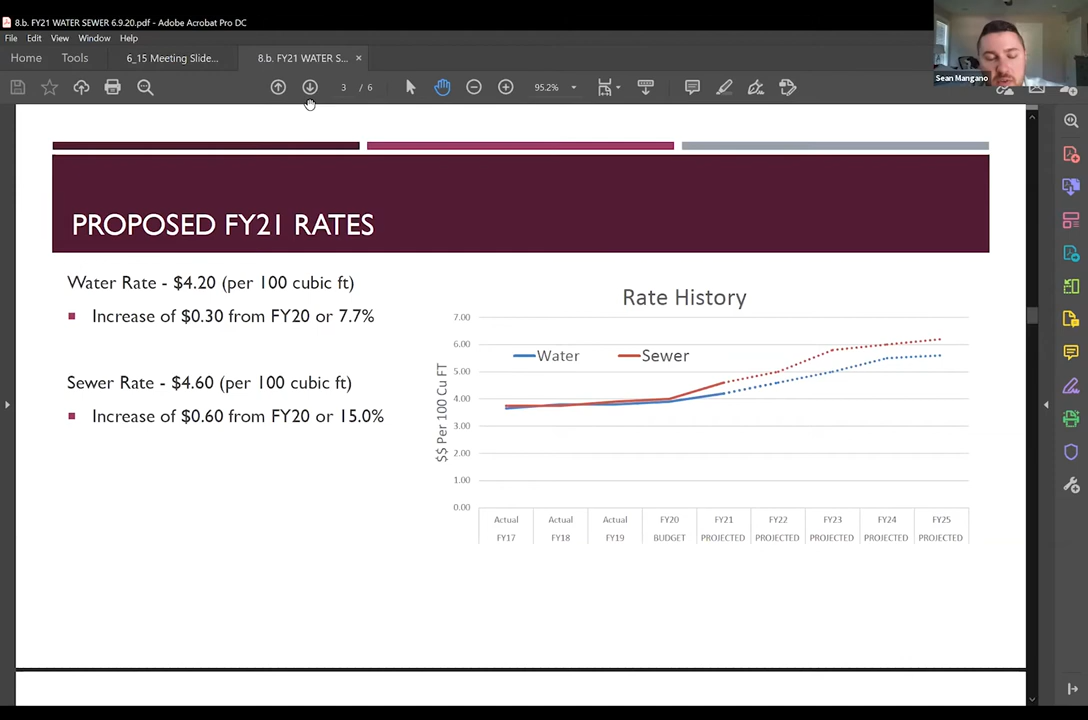 8.b. FY21 WATER SEWER 6.9.20.pdf - Adobe Acrobat Pro DC
File Edit View Window Help
Home Tools 6_15 Meeting Slide... 8.b. FY21 WATER S... ×
3 / 6 95.2%
Sean Mangano
PROPOSED FY21 RATES
Water Rate - $4.20 (per 100 cubic ft)
Increase of $0.30 from FY20 or 7.7%
Sewer Rate - $4.60 (per 100 cubic ft)
Increase of $0.60 from FY20 or 15.0%
Rate History
Water Sewer
$$ Per 100 Cu FT
7.00
6.00
5.00
4.00
3.00
2.00
1.00
0.00
Actual Actual Actual FY20 FY21 FY22 FY23 FY24 FY25
FY17 FY18 FY19 BUDGET PROJECTED PROJECTED PROJECTED PROJECTED PROJECTED